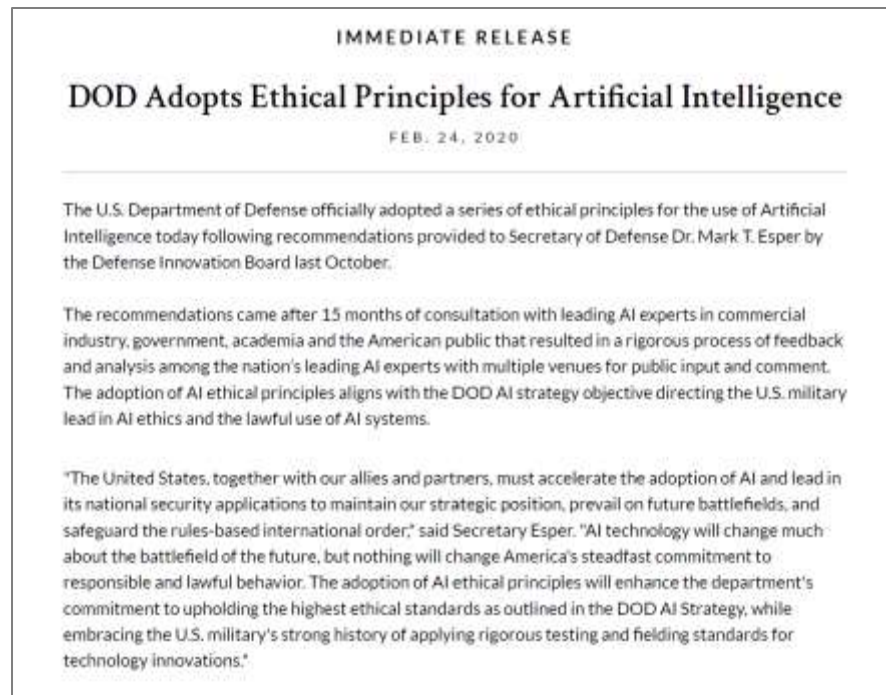 IMMEDIATE RELEASE
DOD Adopts Ethical Principles for Artificial Intelligence
FEB. 24, 2020
The U.S. Department of Defense officially adopted a series of ethical principles for the use of Artificial
Intelligence today following recommendations provided to Secretary of Defense Dr. Mark T. Esper by
the Defense Innovation Board last October.
The recommendations came after 15 months of consultation with leading AI experts in commercial
industry, government, academia and the American public that resulted in a rigorous process of feedback
and analysis among the nation's leading AI experts with multiple venues for public input and comment.
The adoption of AI ethical principles aligns with the DOD AI strategy objective directing the U.S. military
lead in AI ethics and the lawful use of AI systems.
"The United States, together with our allies and partners, must accelerate the adoption of AI and lead in
its national security applications to maintain our strategic position, prevail on future battlefields, and
safeguard the rules-based international order," said Secretary Esper. "AI technology will change much
about the battlefield of the future, but nothing will change America's steadfast commitment to
responsible and lawful behavior. The adoption of AI ethical principles will enhance the department's
commitment to upholding the highest ethical standards as outlined in the DOD AI Strategy, while
embracing the U.S. military's strong history of applying rigorous testing and fielding standards for
technology innovations."